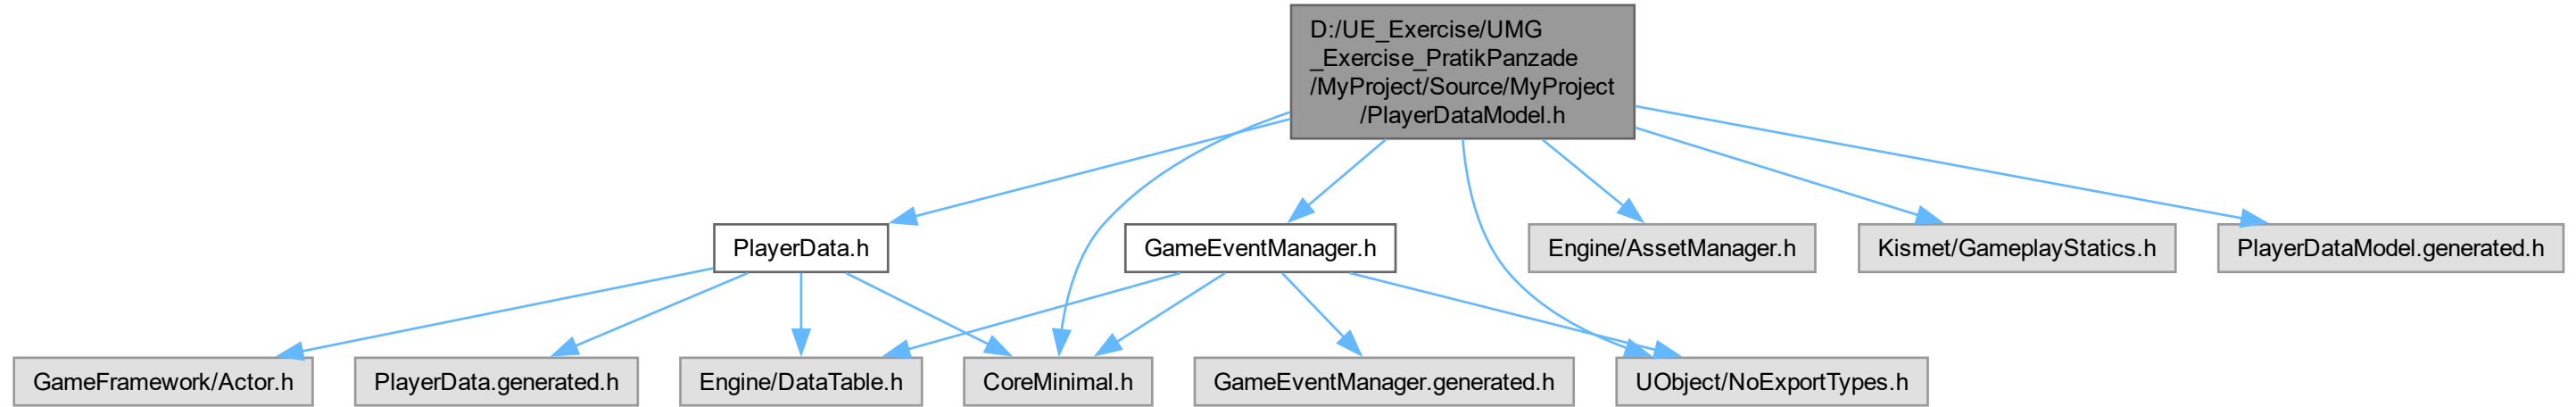 D:/UE_Exercise/UMG
_Exercise_PratikPanzade
/MyProject/Source/MyProject
/PlayerDataModel.h
PlayerData.h
GameEventManager.h
Engine/AssetManager.h
Kismet/GameplayStatics.h
PlayerDataModel.generated.h
GameFramework/Actor.h
PlayerData.generated.h
Engine/DataTable.h
CoreMinimal.h
GameEventManager.generated.h
UObject/NoExportTypes.h